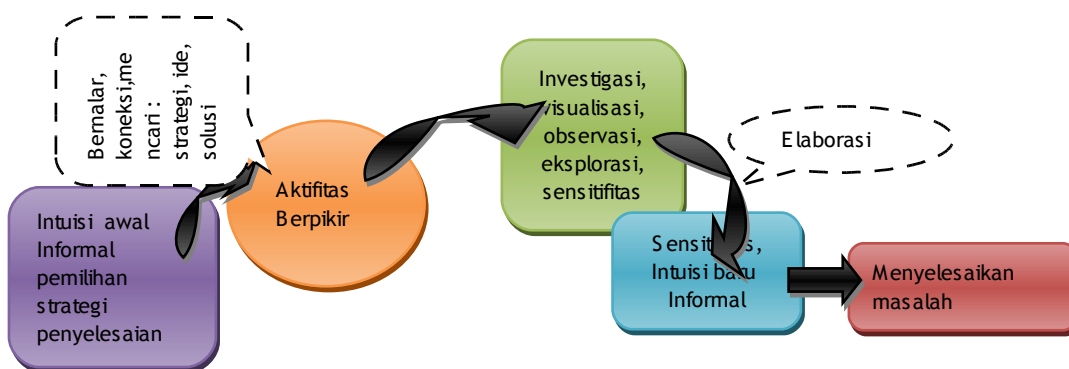 Bernalar,
koneksi,me
ncari :
strategi, ide,
solusi
Intuisi awal
Informal
pemilihan
strategi
penyelesaian
Aktifitas
Berpikir
Investigasi,
visualisasi,
observasi,
eksplorasi,
sensitifitas
Elaborasi
Intuisi baru
Informal
Menyelesaikan
masalah